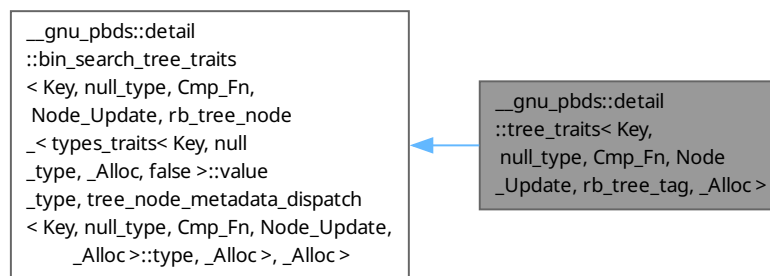 __gnu_pbds::detail
::bin_search_tree_traits
< Key, null_type, Cmp_Fn,
Node_Update, rb_tree_node
_< types_traits< Key, null
_type, _Alloc, false >::value
_type, tree_node_metadata_dispatch
< Key, null_type, Cmp_Fn, Node_Update,
_Alloc >::type, _Alloc >, _Alloc >
__gnu_pbds::detail
::tree_traits< Key,
null_type, Cmp_Fn, Node
_Update, rb_tree_tag, _Alloc >